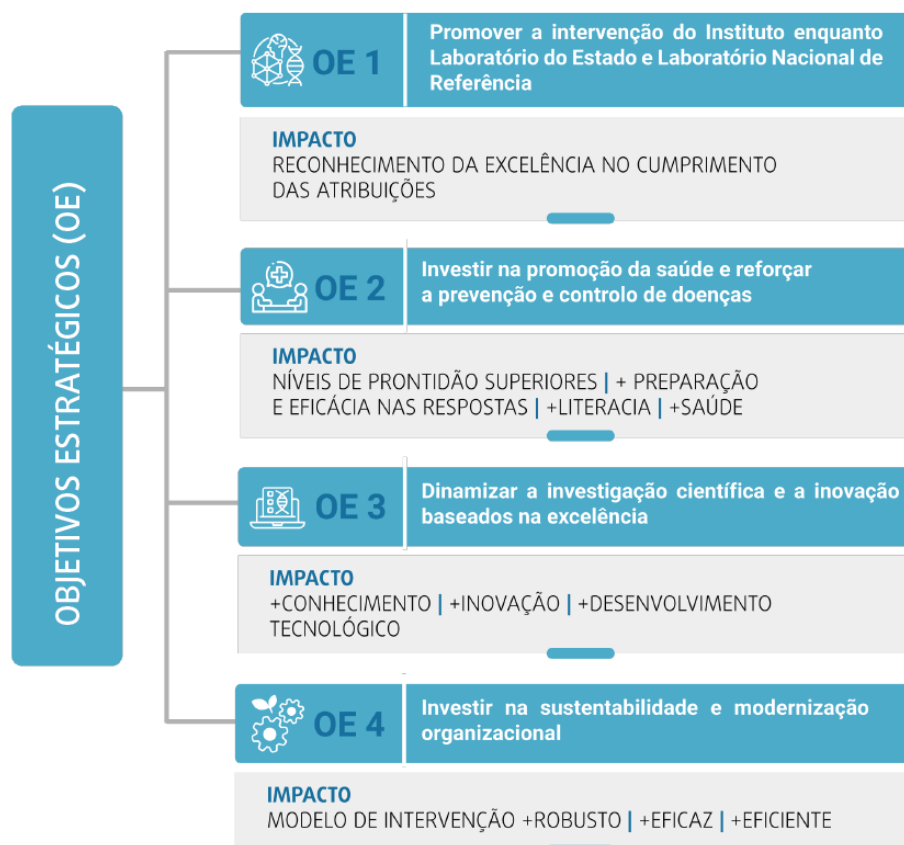 OBJETIVOS ESTRATÉGICOS (OE)
OE 1
Promover a intervenção do Instituto enquanto
Laboratório do Estado e Laboratório Nacional de
Referência
IMPACTO
RECONHECIMENTO DA EXCELÊNCIA NO CUMPRIMENTO
DAS ATRIBUIÇÕES
OE 2
Investir na promoção da saúde e reforçar
a prevenção e controlo de doenças
IMPACTO
NÍVEIS DE PRONTIDÃO SUPERIORES | + PREPARAÇÃO
E EFICÁCIA NAS RESPOSTAS | +LITERACIA | +SAÚDE
OE 3
Dinamizar a investigação científica e a inovação
baseados na excelência
IMPACTO
+CONHECIMENTO | +INOVAÇÃO | +DESENVOLVIMENTO
TECNOLÓGICO
OE 4
Investir na sustentabilidade e modernização
organizacional
IMPACTO
MODELO DE INTERVENÇÃO +ROBUSTO | +EFICAZ | +EFICIENTE